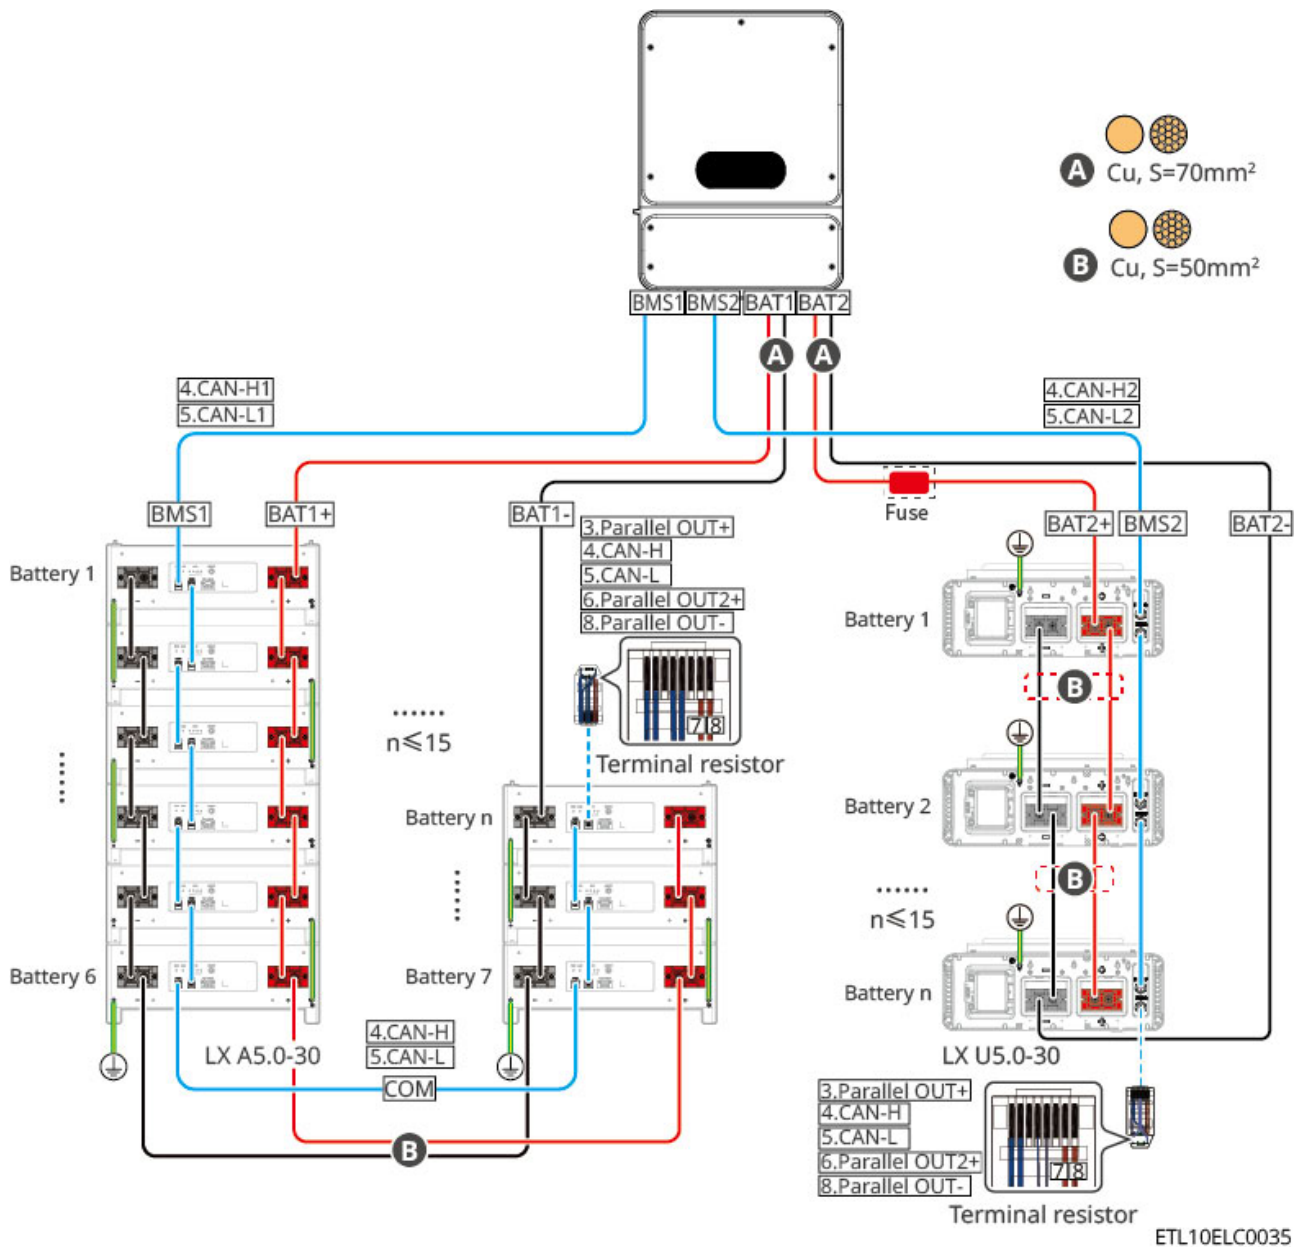 A Cu, S=70mm²
B Cu, S=50mm²
BMS1 BMS2 BAT1 BAT2
A A
4.CAN-H1
5.CAN-L1
4.CAN-H2
5.CAN-L2
Fuse
BMS1 BAT1+ BAT1- BAT2+ BMS2 BAT2-
3.Parallel OUT+
4.CAN-H
5.CAN-L
6.Parallel OUT2+
8.Parallel OUT-
7 8
Terminal resistor
Battery 1
n≤15
Battery n
Battery 6
Battery 7
Battery 1
B
Battery 2
B
n≤15
Battery n
LX A5.0-30
4.CAN-H
5.CAN-L
COM
B
LX U5.0-30
3.Parallel OUT+
4.CAN-H
5.CAN-L
6.Parallel OUT2+
8.Parallel OUT-
7 8
Terminal resistor
ETL10ELC0035